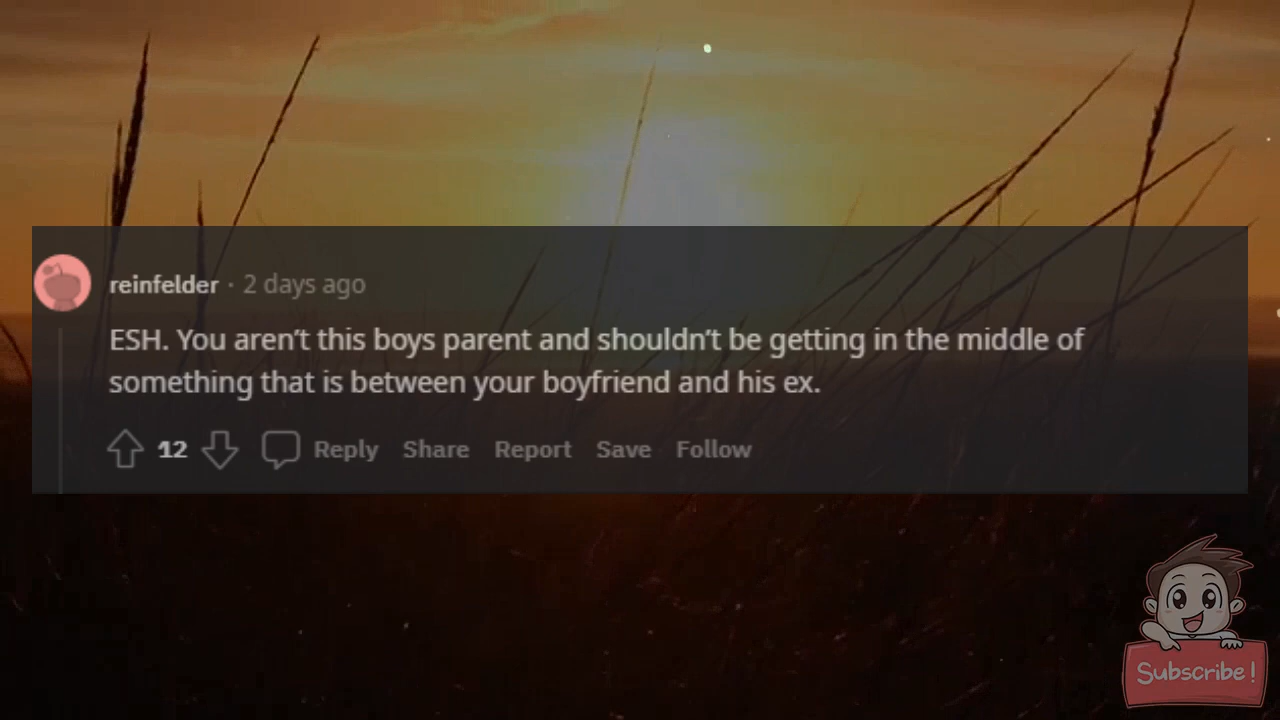 reinfelder · 2 days ago
ESH. You aren't this boys parent and shouldn't be getting in the middle of
something that is between your boyfriend and his ex.
12 Reply Share Report Save Follow
Subscribe!